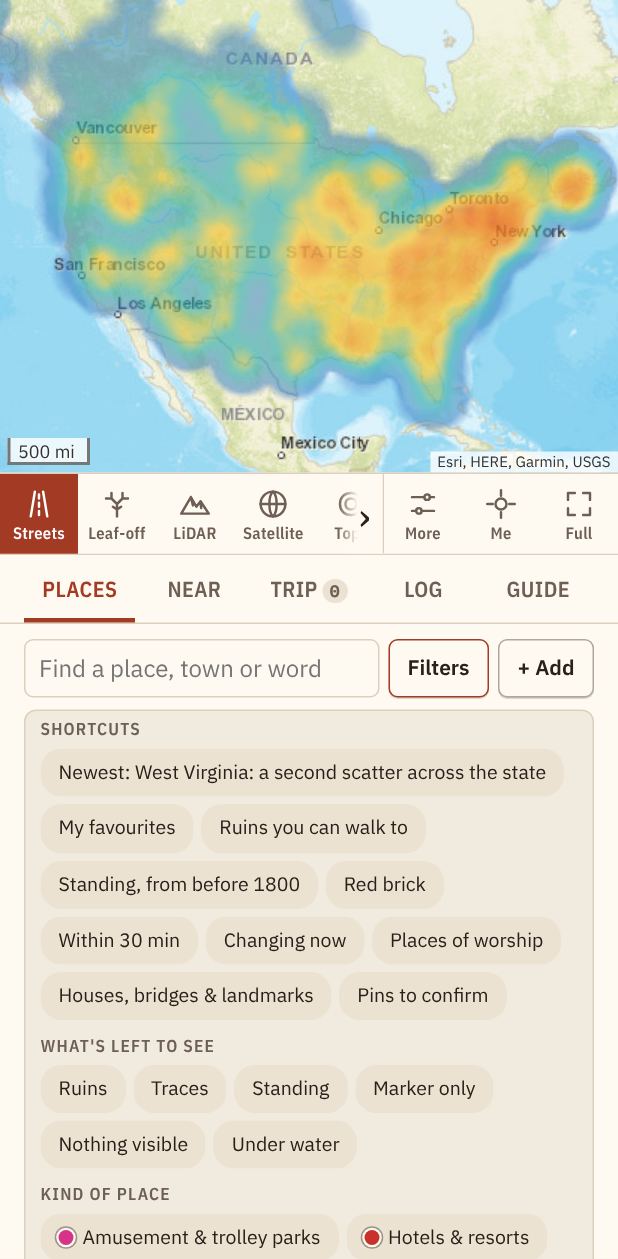 CANADA
Vancouver
Toronto
Chicago
New York
UNITED STATES
San Francisco
Los Angeles
MÉXICO
Mexico City
500 mi
Esri, HERE, Garmin, USGS
Streets
Leaf-off
LiDAR
Satellite
More
Me
Full
PLACES
NEAR
TRIP 0
LOG
GUIDE
Find a place, town or word
Filters
+ Add
SHORTCUTS
Newest: West Virginia: a second scatter across the state
My favourites
Ruins you can walk to
Standing, from before 1800
Red brick
Within 30 min
Changing now
Places of worship
Houses, bridges & landmarks
Pins to confirm
WHAT'S LEFT TO SEE
Ruins
Traces
Standing
Marker only
Nothing visible
Under water
KIND OF PLACE
Amusement & trolley parks
Hotels & resorts